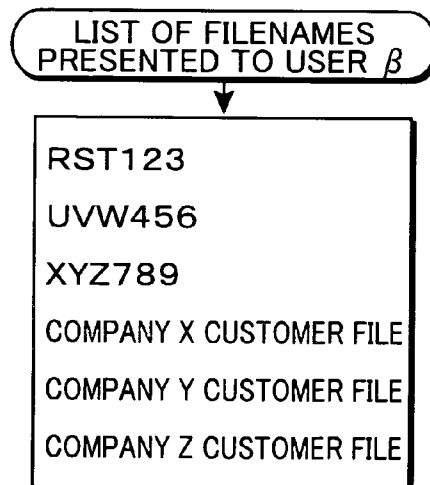 LIST OF FILENAMES
PRESENTED TO USER β
RST123
UVW456
XYZ789
COMPANY X CUSTOMER FILE
COMPANY Y CUSTOMER FILE
COMPANY Z CUSTOMER FILE